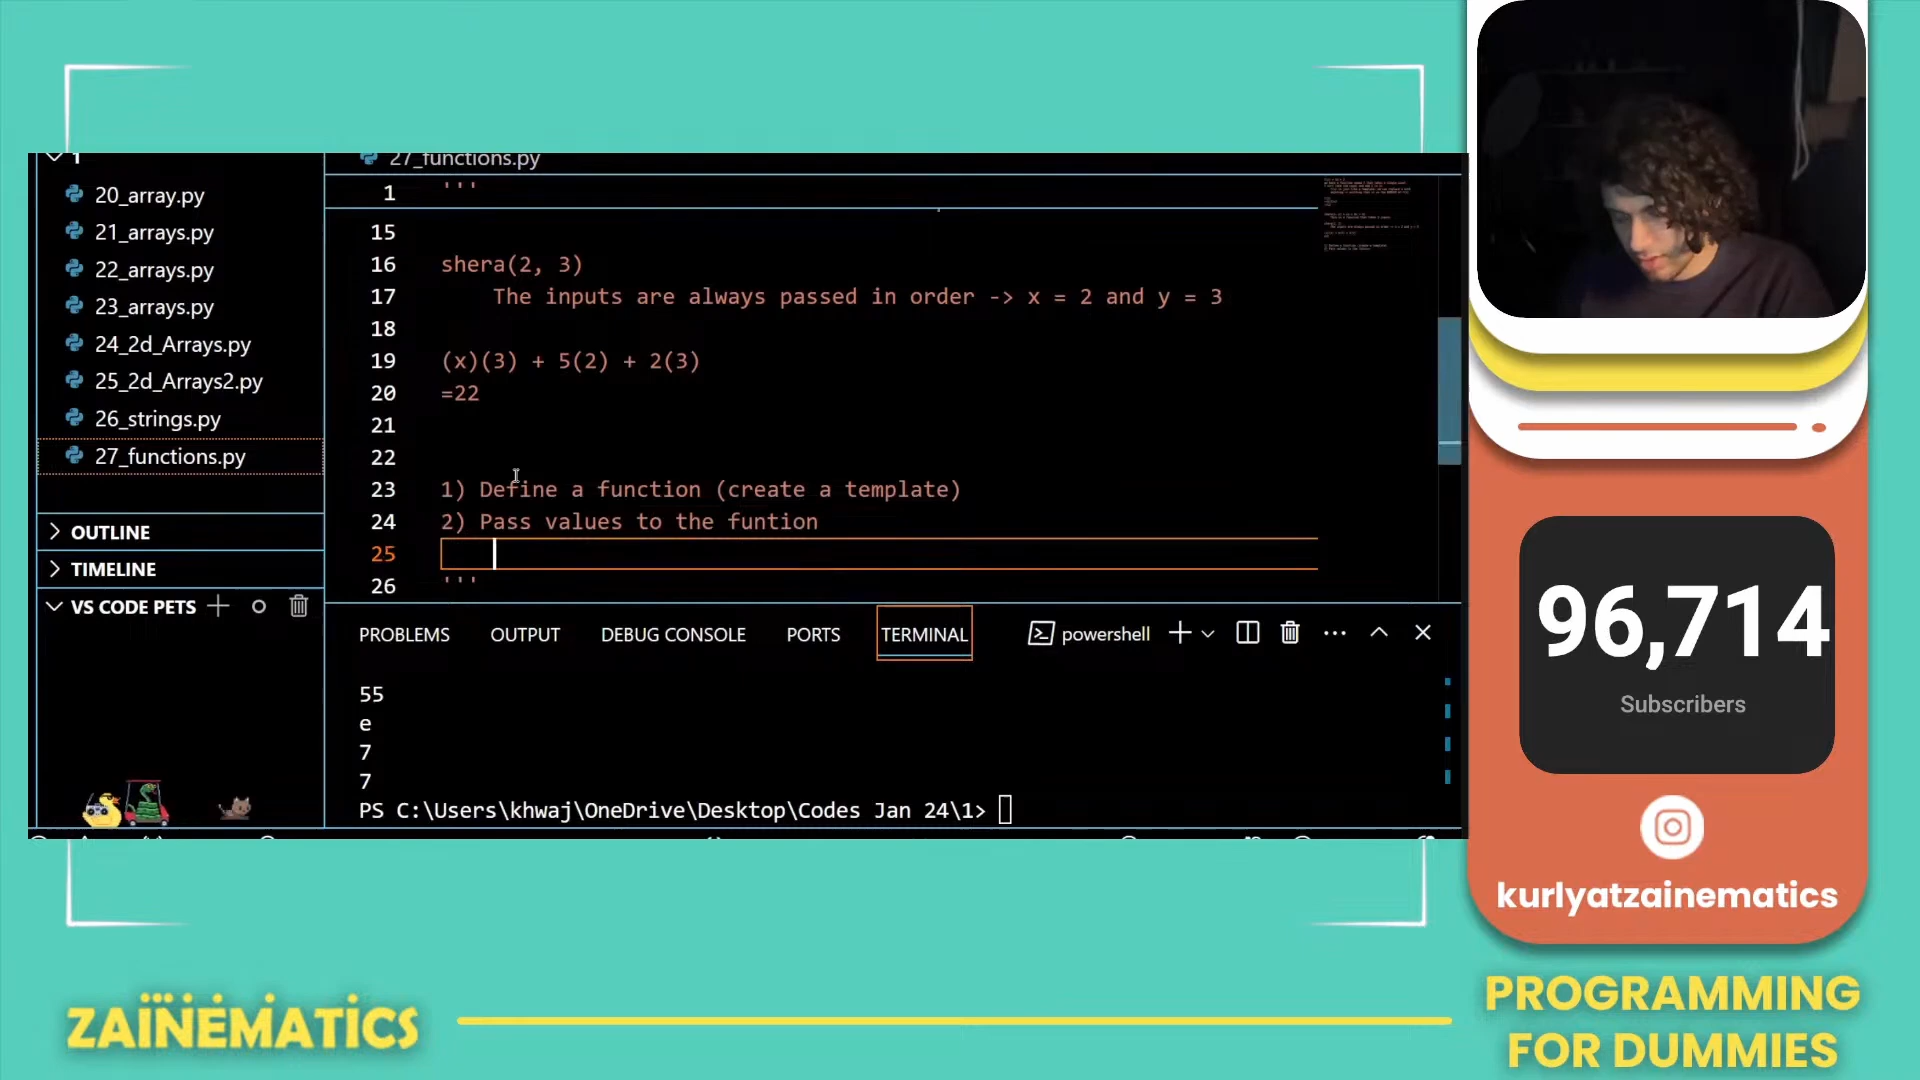 1
27_functions.py
20_array.py
21_arrays.py
22_arrays.py
23_arrays.py
24_2d_Arrays.py
25_2d_Arrays2.py
26_strings.py
27_functions.py
OUTLINE
TIMELINE
VS CODE PETS
1 '''
15
16 shera(2, 3)
17 The inputs are always passed in order -> x = 2 and y = 3
18
19 (x)(3) + 5(2) + 2(3)
20 =22
21
22
23 1) Define a function (create a template)
24 2) Pass values to the funtion
25
26 '''
PROBLEMS OUTPUT DEBUG CONSOLE PORTS TERMINAL powershell
55
e
7
7
PS C:\Users\khwaj\OneDrive\Desktop\Codes Jan 24\1>
96,714
Subscribers
kurlyatzainematics
ZAINEMATICS
PROGRAMMING
FOR DUMMIES